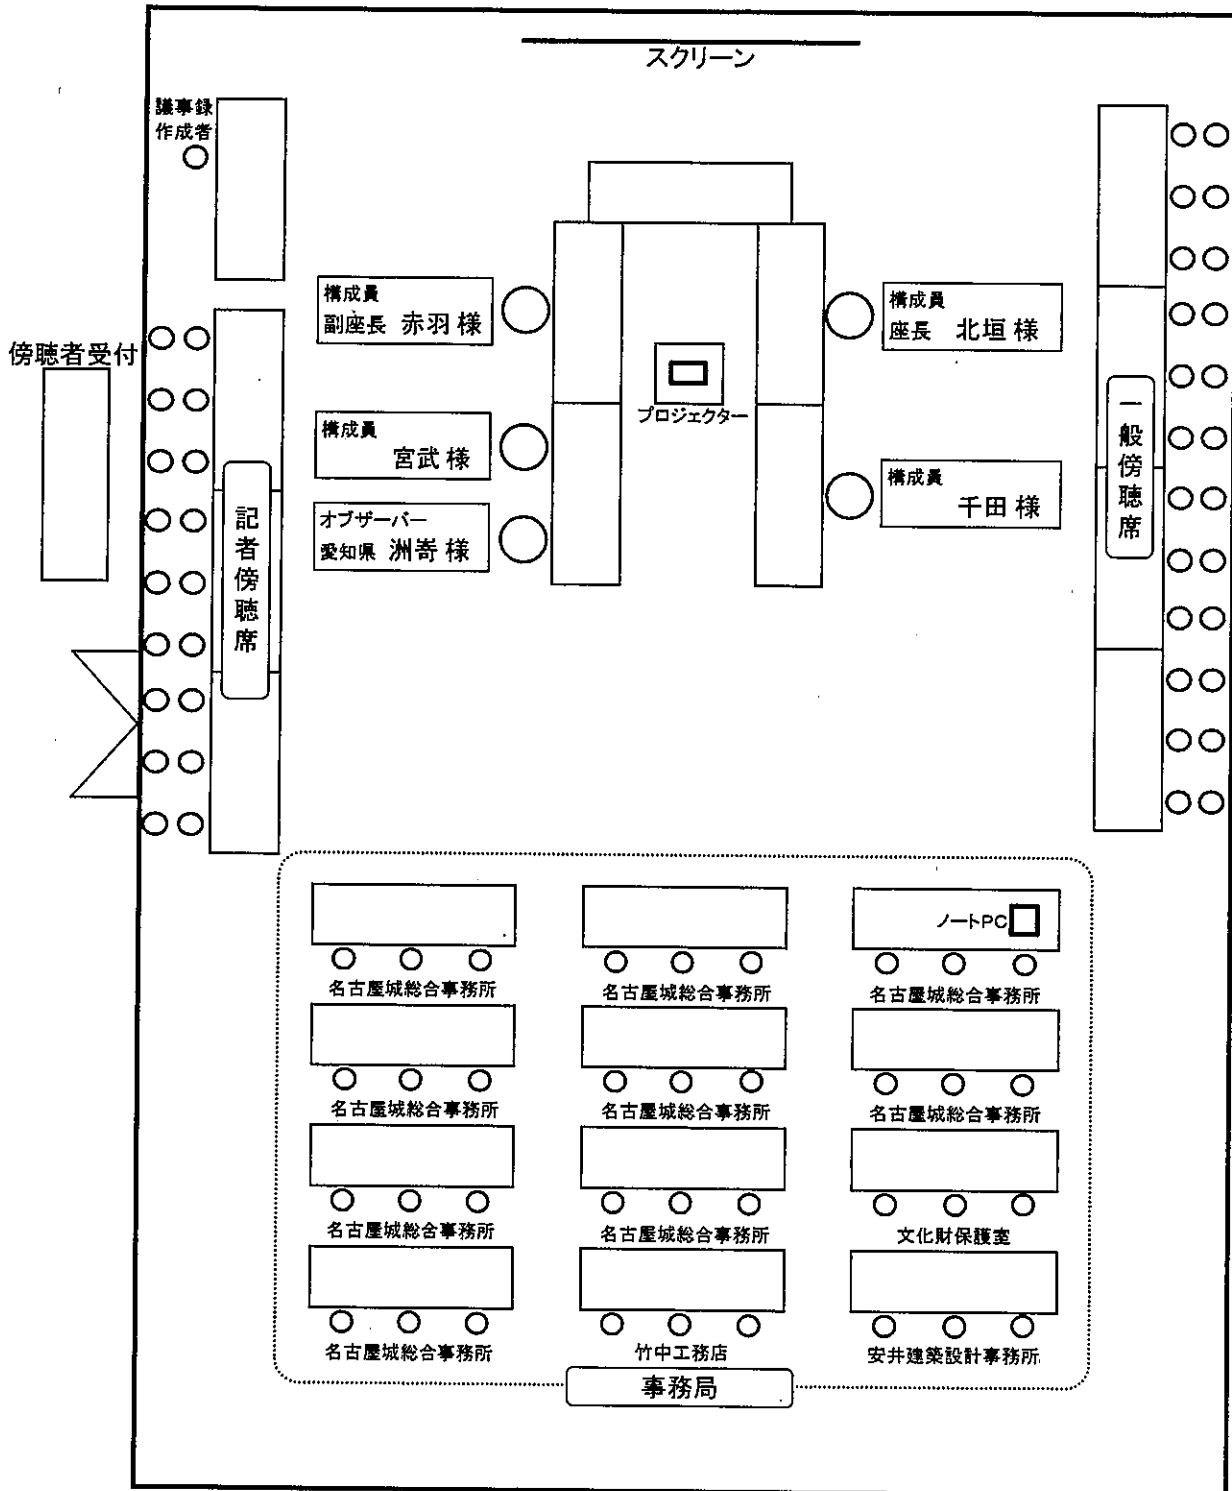 スクリーン
議事録
作成者
構成員
副座長 赤羽 様
構成員
座長 北垣 様
傍聴者受付
プロジェクター
構成員
宮武 様
構成員
千田 様
オブザーバー
愛知県 洲嵜 様
記者傍聴席
一般傍聴席
ノートPC
名古屋城総合事務所
名古屋城総合事務所
名古屋城総合事務所
名古屋城総合事務所
名古屋城総合事務所
名古屋城総合事務所
名古屋城総合事務所
名古屋城総合事務所
文化財保護室
名古屋城総合事務所
竹中工務店
安井建築設計事務所
事務局